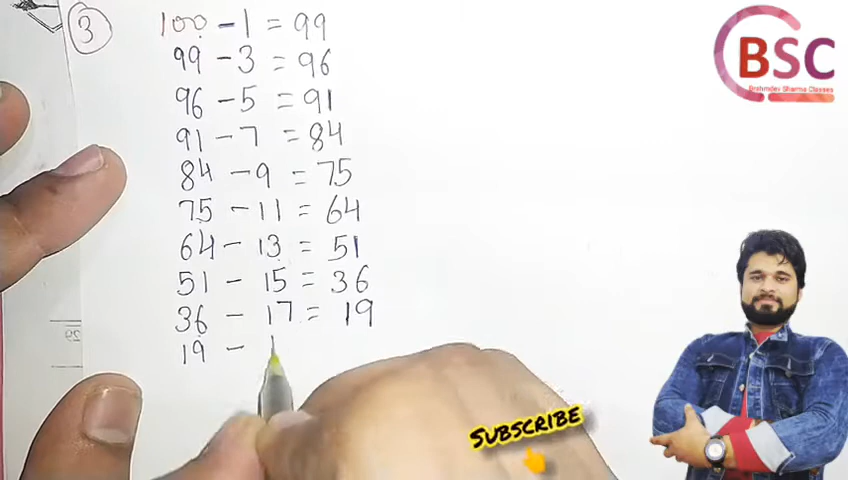 3
100 - 1 = 99
99 - 3 = 96
96 - 5 = 91
91 - 7 = 84
84 - 9 = 75
75 - 11 = 64
64 - 13 = 51
51 - 15 = 36
36 - 17 = 19
19 - 1
BSC
Brahmdev Sharma Classes
SUBSCRIBE